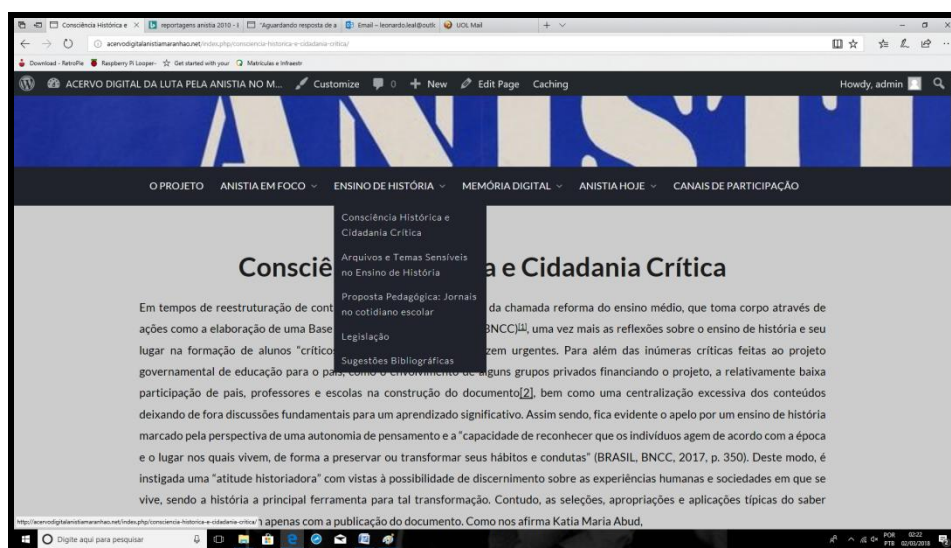 Consciência Histórica e
reportagens anistia 2010 - I
"Aguardando resposta de a
Email – leonardo.leal@outlc
UOL Mail
acervodigitalanistiamaranhao.net/index.php/consciencia-historica-e-cidadania-critica/
Download - RetroPie Raspberry Pi Looper- Get started with your Matrículas e Infraestr
ACERVO DIGITAL DA LUTA PELA ANISTIA NO M... Customize 0 New Edit Page Caching Howdy, admin
ANISTI
O PROJETO ANISTIA EM FOCO ENSINO DE HISTÓRIA MEMÓRIA DIGITAL ANISTIA HOJE CANAIS DE PARTICIPAÇÃO
Consciência Histórica e
Cidadania Crítica
Arquivos e Temas Sensíveis
no Ensino de História
Proposta Pedagógica: Jornais
no cotidiano escolar
Legislação
Sugestões Bibliográficas
Consciê a e Cidadania Crítica
Em tempos de reestruturação de cont da chamada reforma do ensino médio, que toma corpo através de
ações como a elaboração de uma Base BNCC)[1], uma vez mais as reflexões sobre o ensino de história e seu
lugar na formação de alunos "críticos zem urgentes. Para além das inúmeras críticas feitas ao projeto
governamental de educação para o país, como o envolvimento de alguns grupos privados financiando o projeto, a relativamente baixa
participação de pais, professores e escolas na construção do documento[2], bem como uma centralização excessiva dos conteúdos
deixando de fora discussões fundamentais para um aprendizado significativo. Assim sendo, fica evidente o apelo por um ensino de história
marcado pela perspectiva de uma autonomia de pensamento e a "capacidade de reconhecer que os indivíduos agem de acordo com a época
e o lugar nos quais vivem, de forma a preservar ou transformar seus hábitos e condutas" (BRASIL, BNCC, 2017, p. 350). Deste modo, é
instigada uma "atitude historiadora" com vistas à possibilidade de discernimento sobre as experiências humanas e sociedades em que se
vive, sendo a história a principal ferramenta para tal transformação. Contudo, as seleções, apropriações e aplicações típicas do saber
http://acervodigitalanistiamaranhao.net/index.php/consciencia-historica-e-cidadania-critica/ n apenas com a publicação do documento. Como nos afirma Katia Maria Abud,
Digite aqui para pesquisar
POR 02:22
PTB 02/03/2018